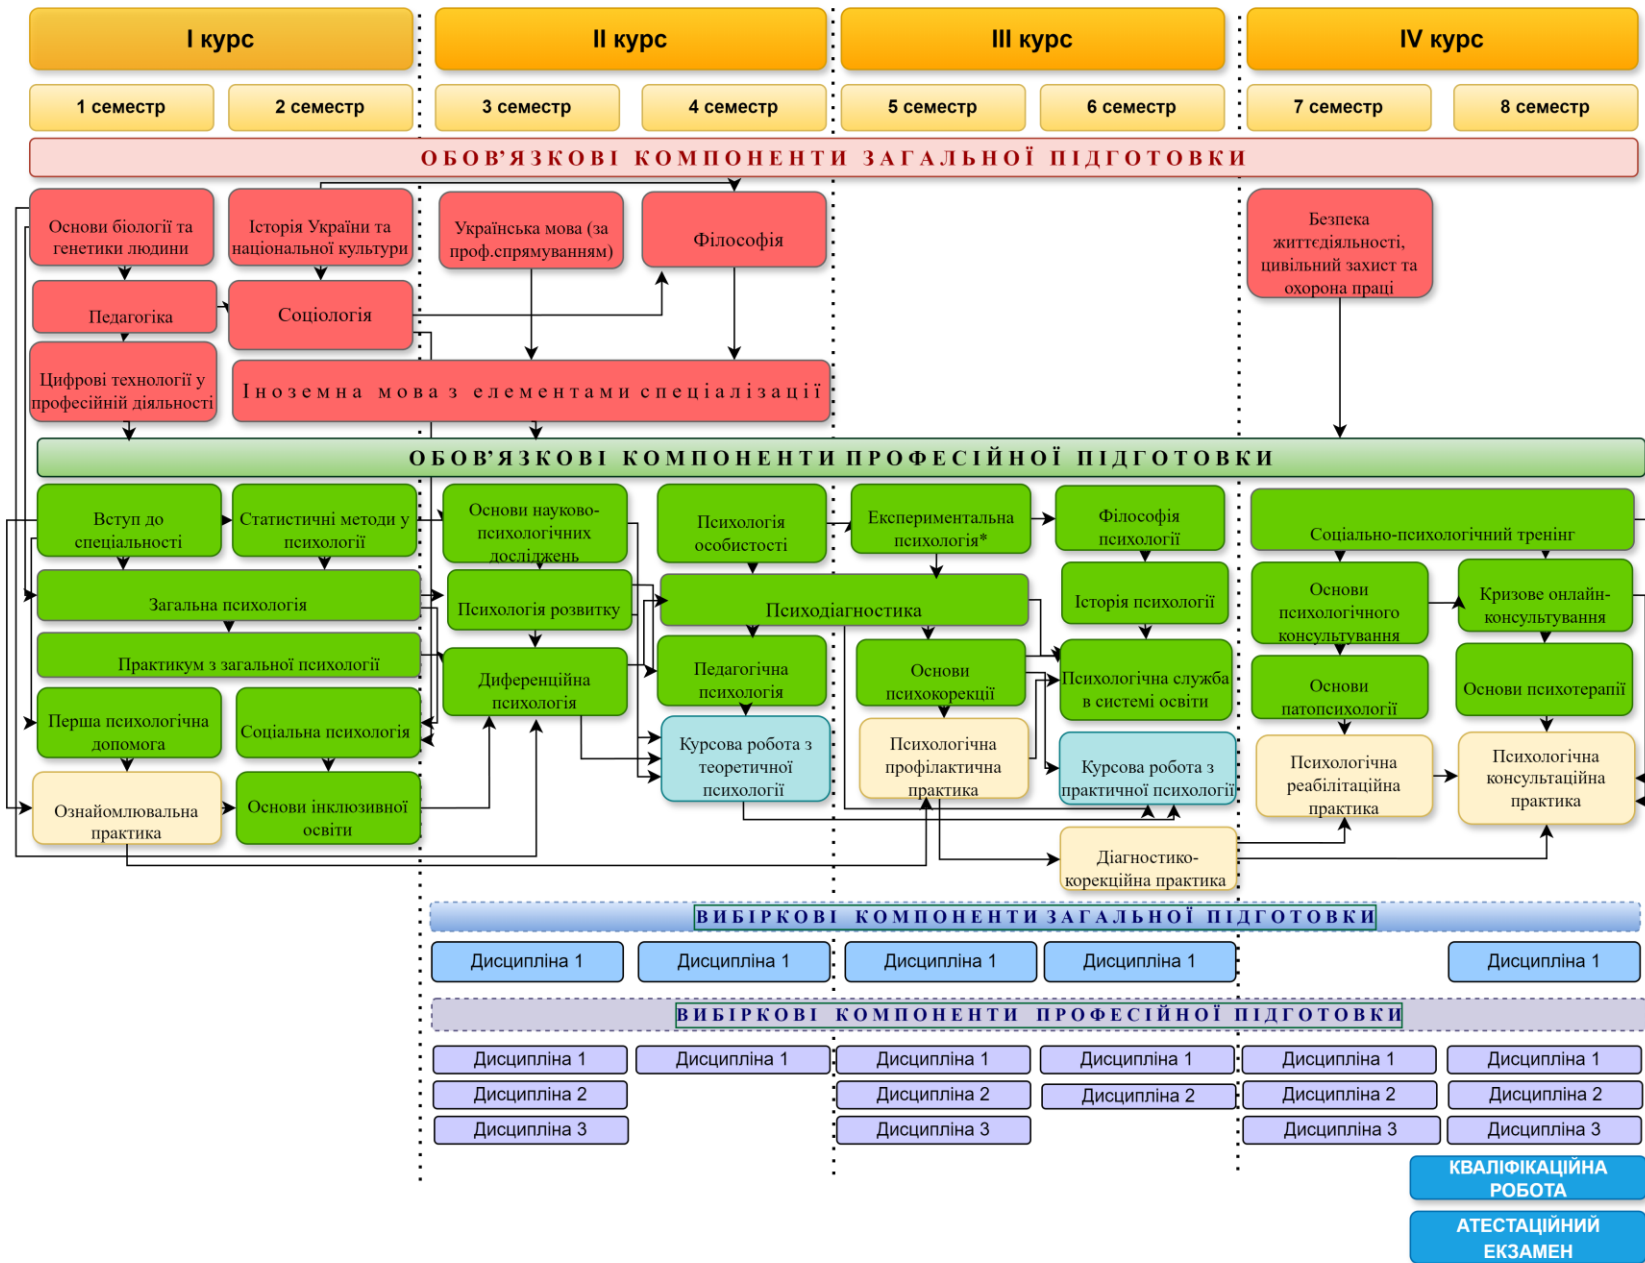 I курс
II курс
III курс
IV курс
1 семестр
2 семестр
3 семестр
4 семестр
5 семестр
6 семестр
7 семестр
8 семестр
ОБОВ’ЯЗКОВІ КОМПОНЕНТИ ЗАГАЛЬНОЇ ПІДГОТОВКИ
Основи біології та
генетики людини
Історія України та
національної культури
Українська мова (за
проф.спрямуванням)
Філософія
Безпека
життєдіяльності,
цивільний захист та
охорона праці
Педагогіка
Соціологія
Цифрові технології у
професійній діяльності
Іноземна мова з елементами спеціалізації
ОБОВ’ЯЗКОВІ КОМПОНЕНТИ ПРОФЕСІЙНОЇ ПІДГОТОВКИ
Вступ до
спеціальності
Статистичні методи у
психології
Основи науково-
психологічних
досліджень
Психологія
особистості
Експериментальна
психологія*
Філософія
психології
Соціально-психологічний тренінг
Загальна психологія
Психологія розвитку
Психодіагностика
Історія психології
Основи
психологічного
консультування
Кризове онлайн-
консультування
Практикум з загальної психології
Диференційна
психологія
Педагогічна
психологія
Основи
психокорекції
Психологічна служба
в системі освіти
Основи
патопсихології
Основи психотерапії
Перша психологічна
допомога
Соціальна психологія
Курсова робота з
теоретичної
психології
Психологічна
профілактична
практика
Курсова робота з
практичної психології
Психологічна
реабілітаційна
практика
Психологічна
консультаційна
практика
Ознайомлювальна
практика
Основи інклюзивної
освіти
Діагностико-
корекційна практика
ВИБІРКОВІ КОМПОНЕНТИ ЗАГАЛЬНОЇ ПІДГОТОВКИ
Дисципліна 1
Дисципліна 1
Дисципліна 1
Дисципліна 1
Дисципліна 1
ВИБІРКОВІ КОМПОНЕНТИ ПРОФЕСІЙНОЇ ПІДГОТОВКИ
Дисципліна 1
Дисципліна 1
Дисципліна 1
Дисципліна 1
Дисципліна 1
Дисципліна 1
Дисципліна 2
Дисципліна 2
Дисципліна 2
Дисципліна 2
Дисципліна 2
Дисципліна 3
Дисципліна 3
Дисципліна 3
Дисципліна 3
КВАЛІФІКАЦІЙНА
РОБОТА
АТЕСТАЦІЙНИЙ
ЕКЗАМЕН